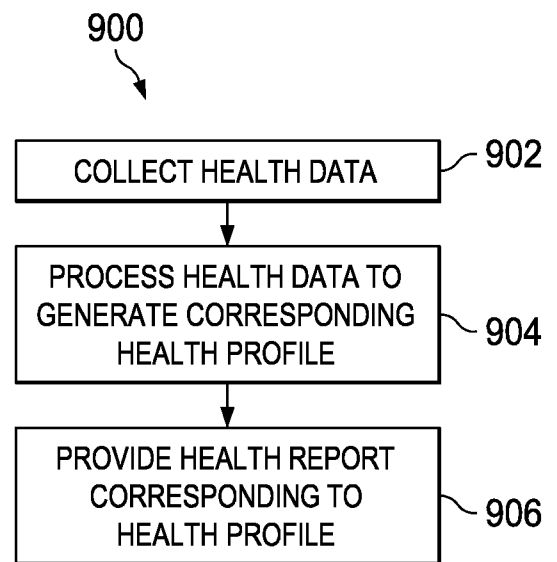 900
COLLECT HEALTH DATA
902
PROCESS HEALTH DATA TO
GENERATE CORRESPONDING
HEALTH PROFILE
904
PROVIDE HEALTH REPORT
CORRESPONDING TO
HEALTH PROFILE
906